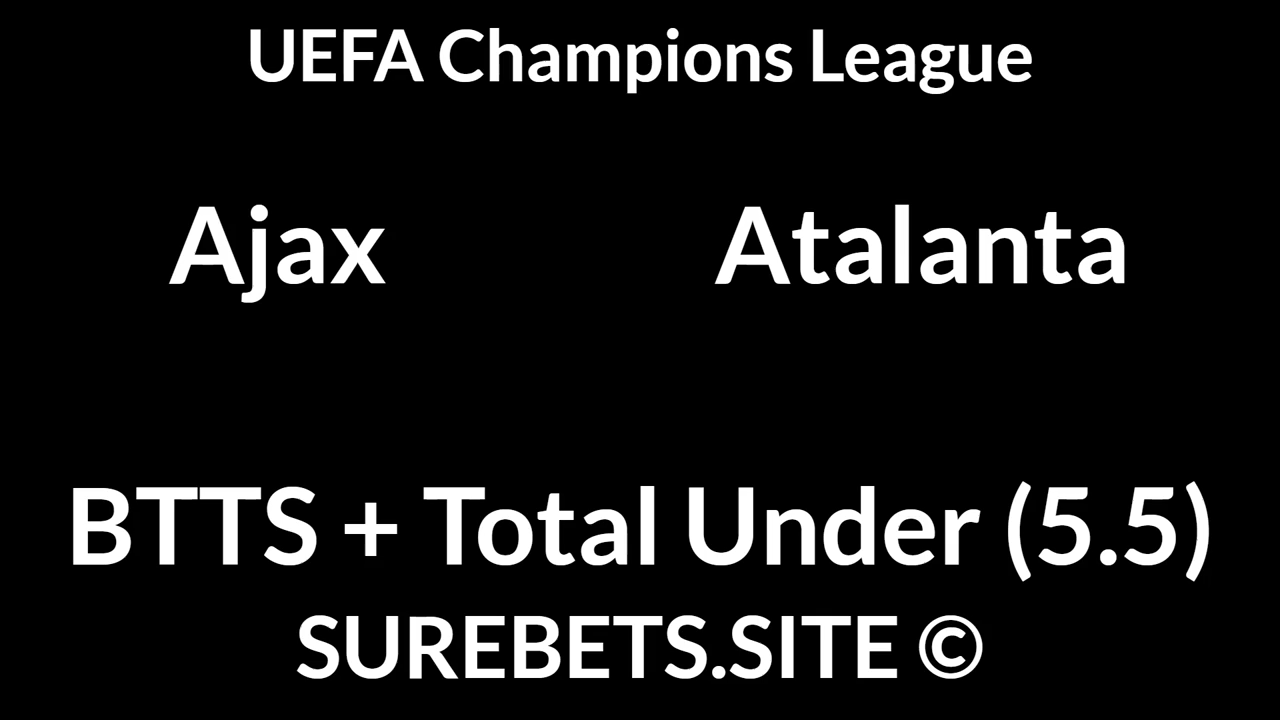 UEFA Champions League
Ajax Atalanta
BTTS + Total Under (5.5)
SUREBETS.SITE ©